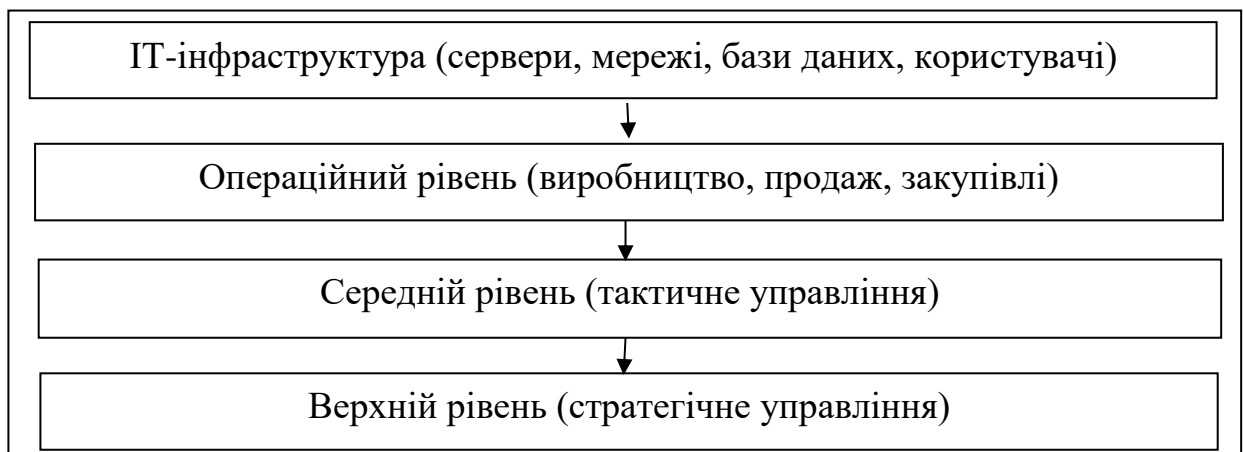 ІТ-інфраструктура (сервери, мережі, бази даних, користувачі)
Операційний рівень (виробництво, продаж, закупівлі)
Середній рівень (тактичне управління)
Верхній рівень (стратегічне управління)